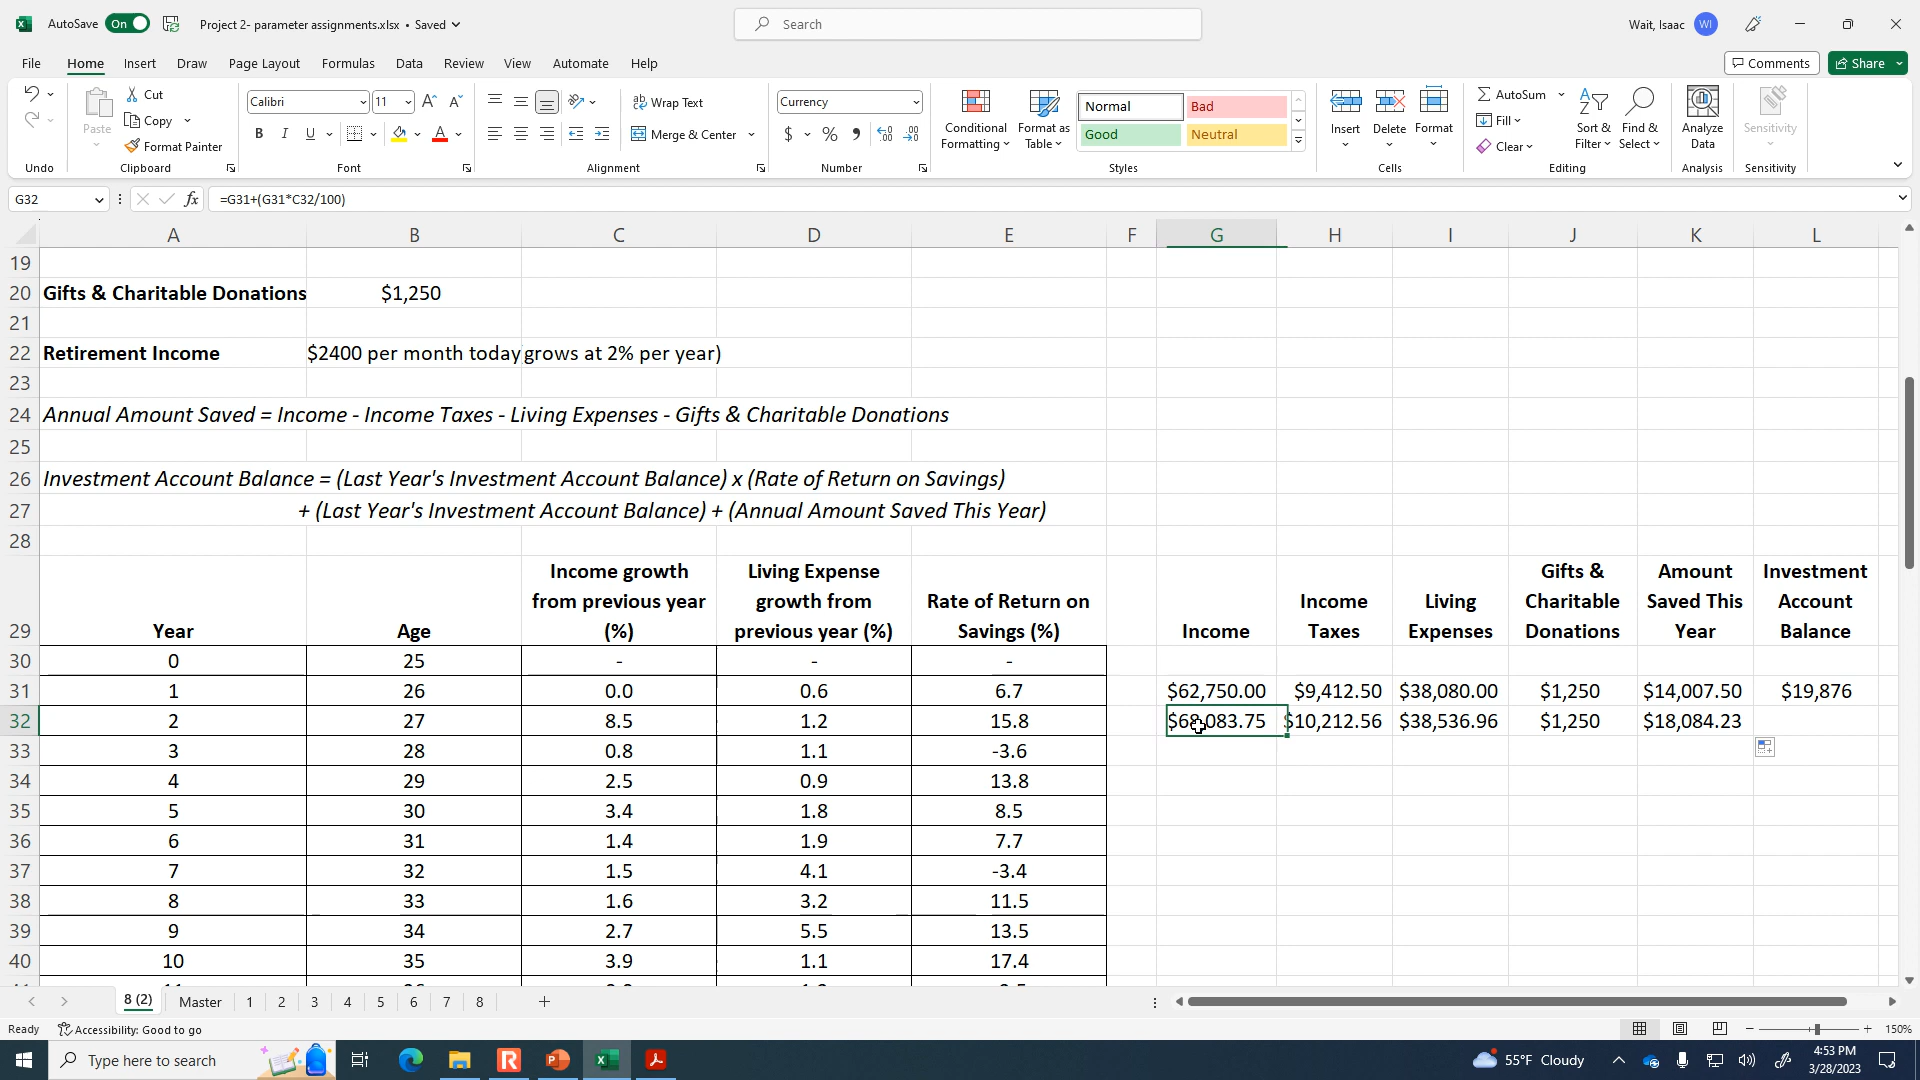 AutoSave On Project 2- parameter assignments.xlsx • Saved Search Wait, Isaac WI
File Home Insert Draw Page Layout Formulas Data Review View Automate Help Comments Share
Paste Cut Copy Format Painter
Calibri 11 B I U A A A
Wrap Text Merge & Center
Currency $ % ,
Conditional Formatting Format as Table Normal Bad Good Neutral
Insert Delete Format
AutoSum Fill Clear Sort & Filter Find & Select
Analyze Data Sensitivity
Undo Clipboard Font Alignment Number Styles Cells Editing Analysis Sensitivity
G32 fx =G31+(G31*C32/100)
A B C D E F G H I J K L
19
20 Gifts & Charitable Donations $1,250
21
22 Retirement Income $2400 per month today grows at 2% per year)
23
24 Annual Amount Saved = Income - Income Taxes - Living Expenses - Gifts & Charitable Donations
25
26 Investment Account Balance = (Last Year's Investment Account Balance) x (Rate of Return on Savings)
27 + (Last Year's Investment Account Balance) + (Annual Amount Saved This Year)
28
Income growth Living Expense Gifts & Amount Investment
from previous year growth from Rate of Return on Income Living Charitable Saved This Account
29 Year Age (%) previous year (%) Savings (%) Income Taxes Expenses Donations Year Balance
30 0 25 - - -
31 1 26 0.0 0.6 6.7 $62,750.00 $9,412.50 $38,080.00 $1,250 $14,007.50 $19,876
32 2 27 8.5 1.2 15.8 $68,083.75 $10,212.56 $38,536.96 $1,250 $18,084.23
33 3 28 0.8 1.1 -3.6
34 4 29 2.5 0.9 13.8
35 5 30 3.4 1.8 8.5
36 6 31 1.4 1.9 7.7
37 7 32 1.5 4.1 -3.4
38 8 33 1.6 3.2 11.5
39 9 34 2.7 5.5 13.5
40 10 35 3.9 1.1 17.4
8 (2) Master 1 2 3 4 5 6 7 8
Ready Accessibility: Good to go 150%
Type here to search 55°F Cloudy 4:53 PM
3/28/2023